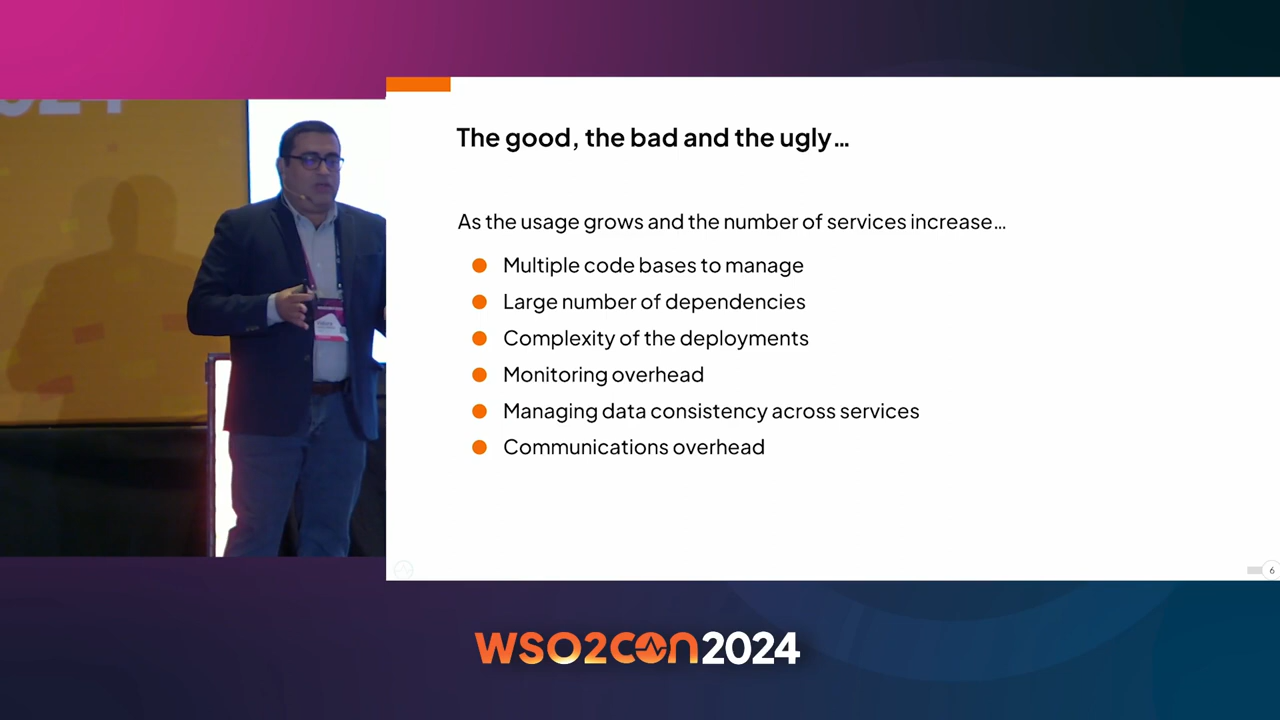 024
The good, the bad and the ugly...
As the usage grows and the number of services increase...
Multiple code bases to manage
Large number of dependencies
Complexity of the deployments
Monitoring overhead
Managing data consistency across services
Communications overhead
6
WSO2CON2024